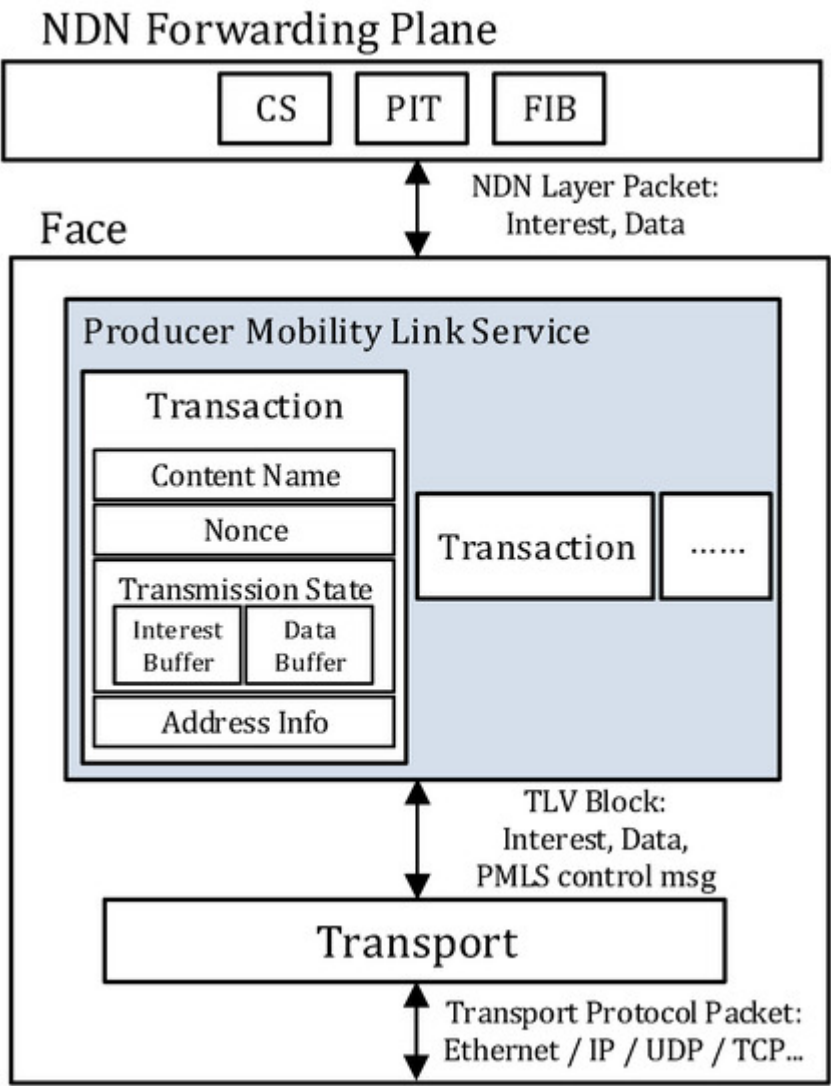 NDN Forwarding Plane
CS
PIT
FIB
NDN Layer Packet:
Interest, Data
Face
Producer Mobility Link Service
Transaction
Content Name
Nonce
Transmission State
Interest
Buffer
Data
Buffer
Address Info
Transaction
......
TLV Block:
Interest, Data,
PMLS control msg
Transport
Transport Protocol Packet:
Ethernet / IP / UDP / TCP...